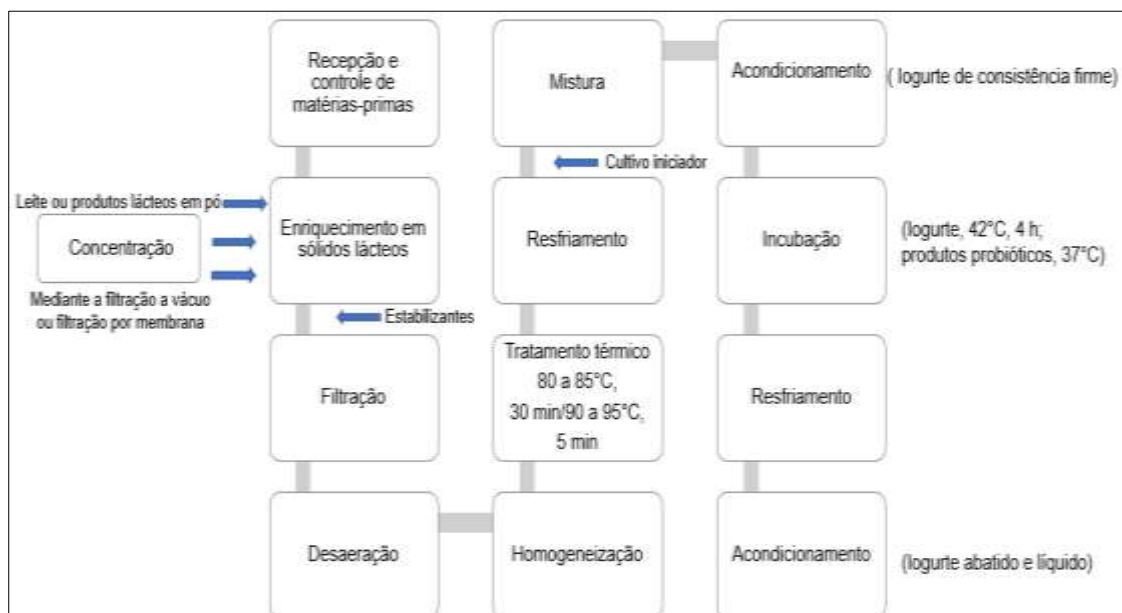 Recepção e
controle de
matérias-primas
Leite ou produtos lácteos em pó
Concentração
Mediante a filtração a vácuo
ou filtração por membrana
Enriquecimento em
sólidos lácteos
Estabilizantes
Filtração
Desaeração
Homogeneização
Tratamento térmico
80 a 85°C,
30 min/90 a 95°C,
5 min
Resfriamento
Cultivo iniciador
Mistura
Acondicionamento
( Iogurte de consistência firme)
Incubação
(Iogurte, 42°C, 4 h;
produtos probióticos, 37°C)
Resfriamento
Acondicionamento
(Iogurte abatido e líquido)